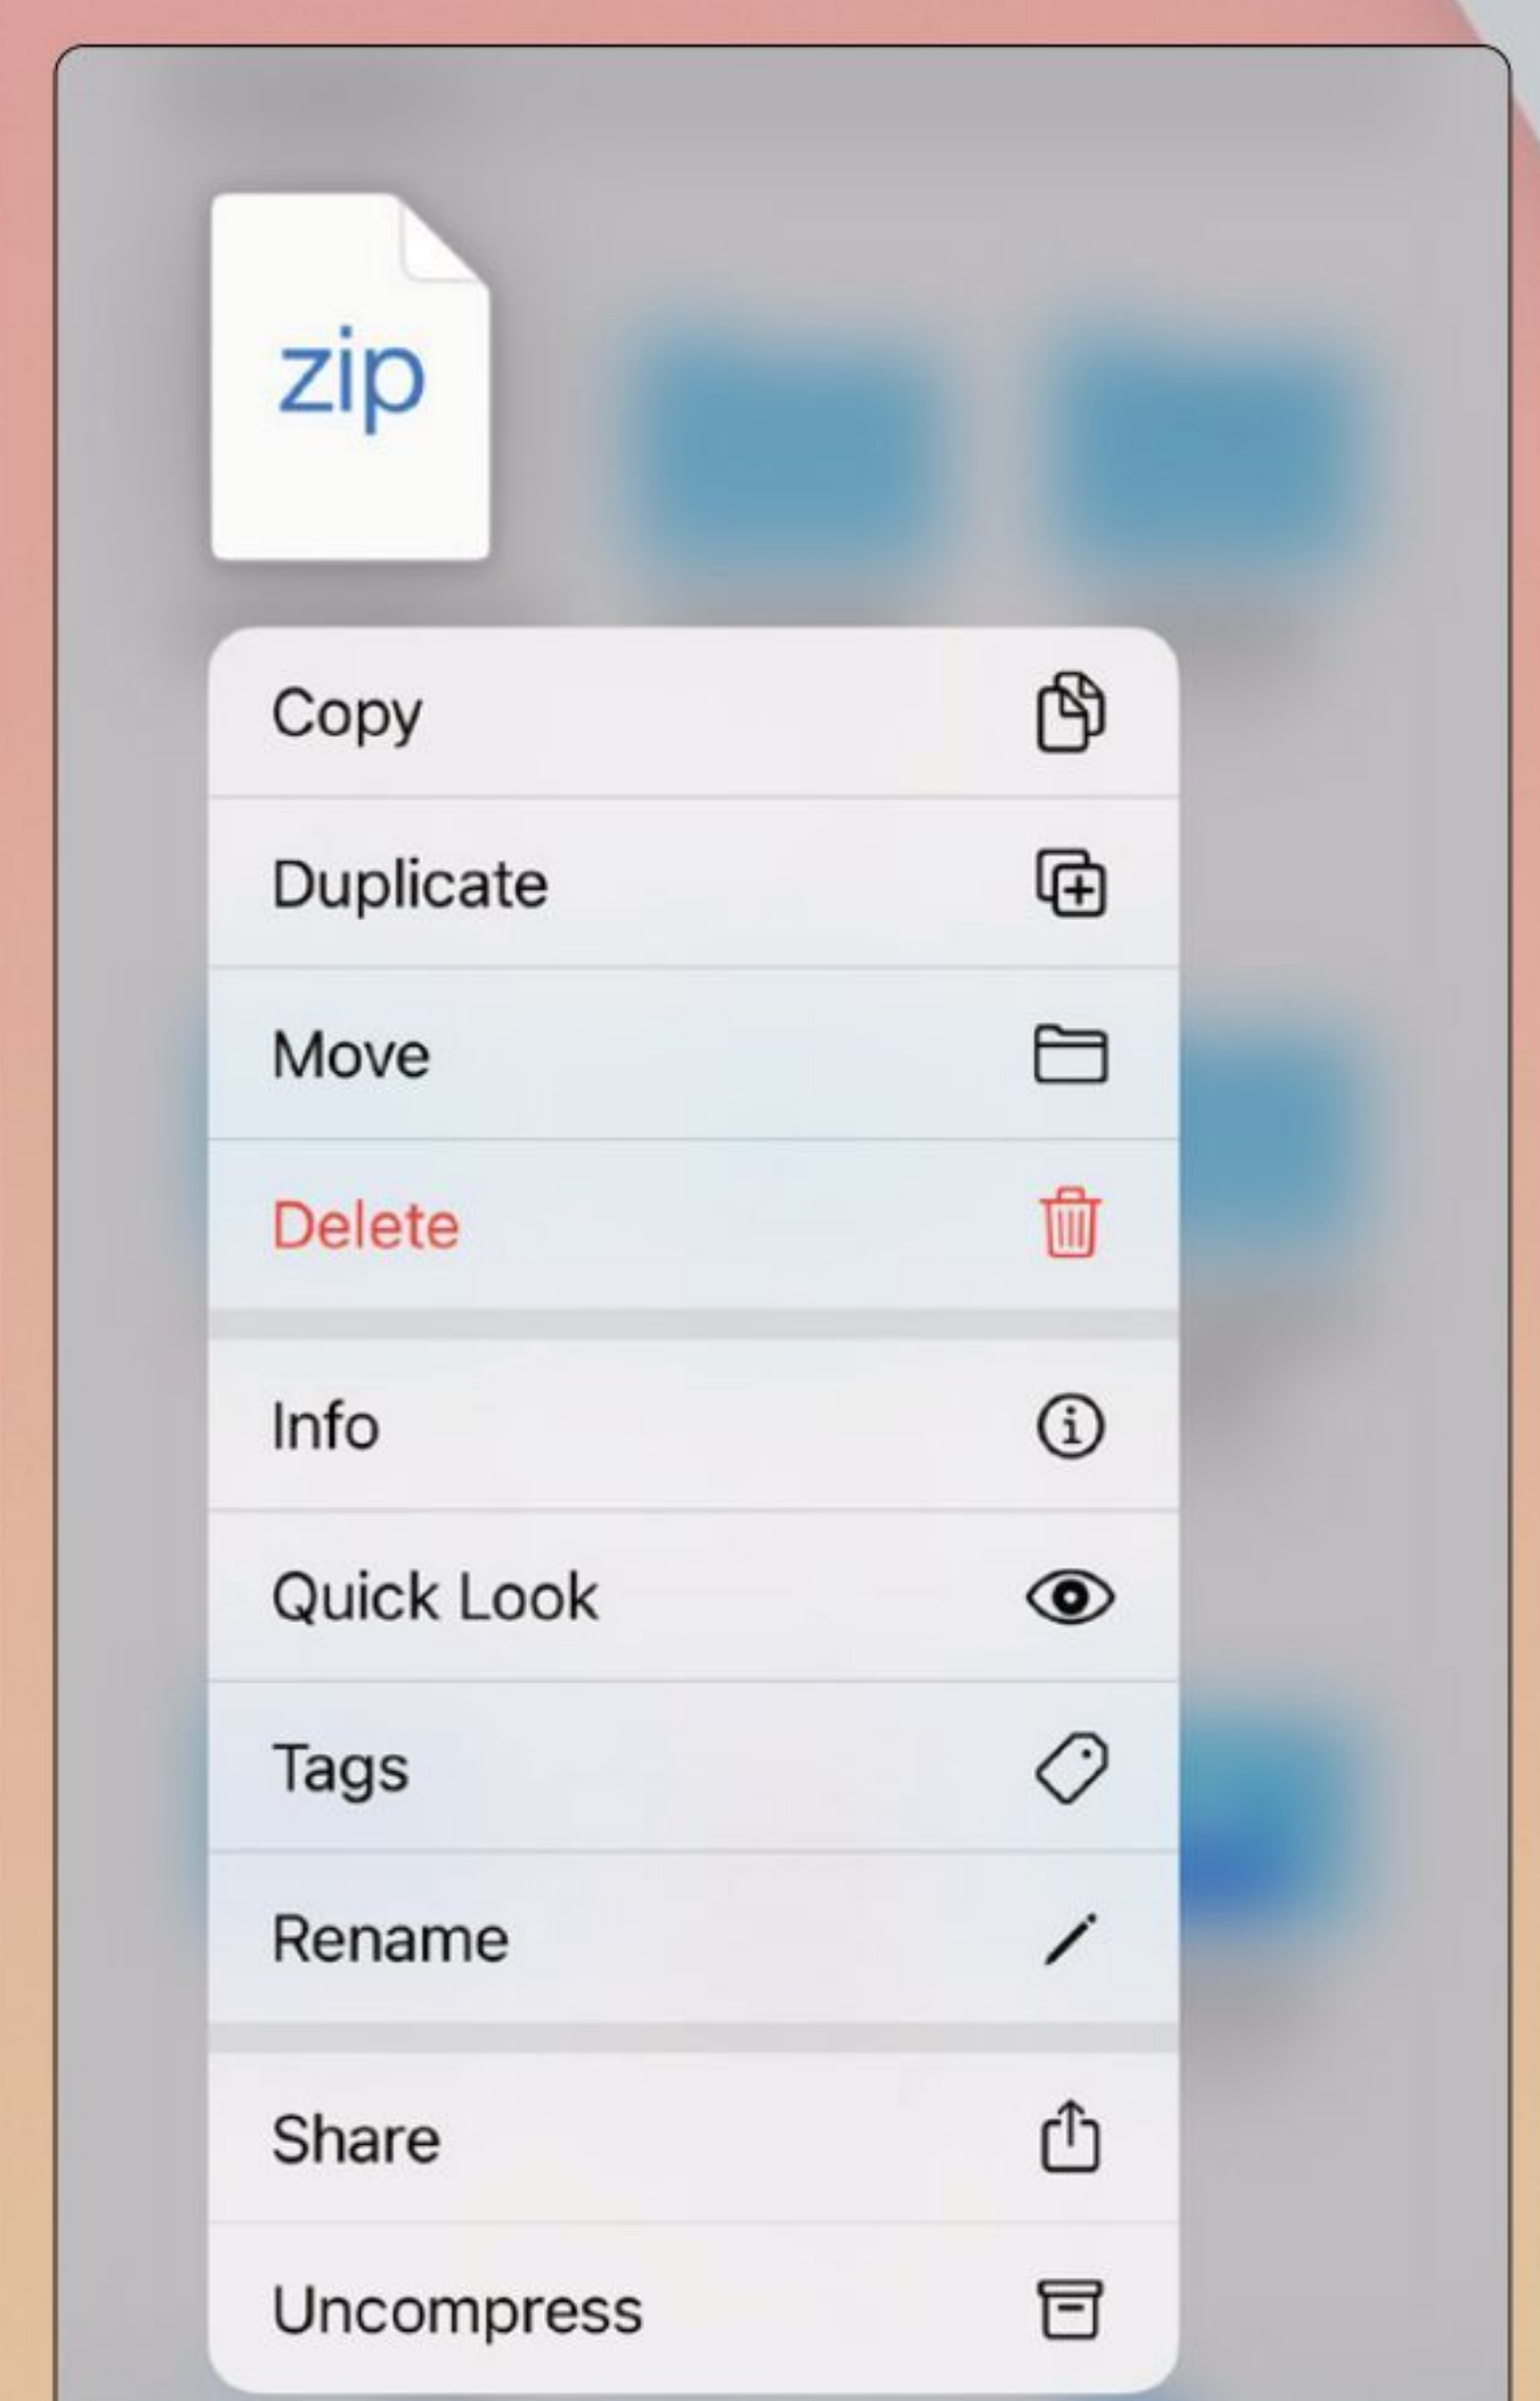 zip
Copy
Duplicate
Move
Delete
Info
Quick Look
Tags
Rename
Share
Uncompress